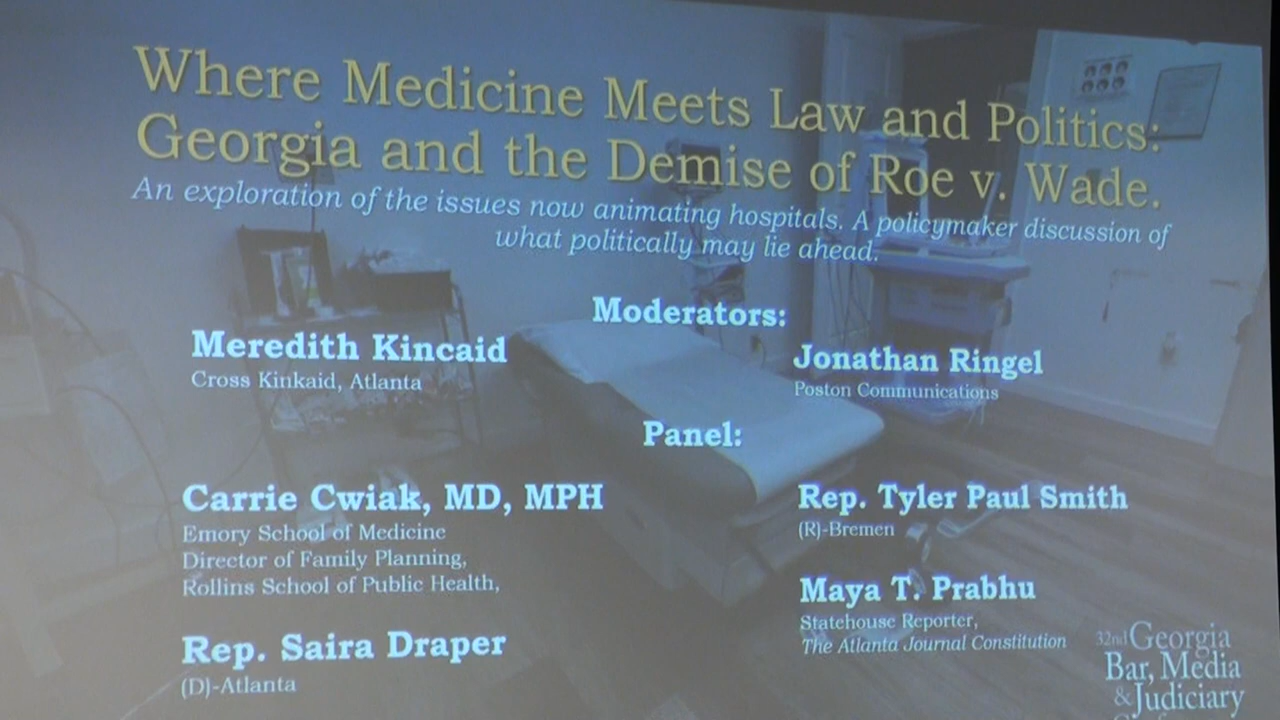 Where Medicine Meets Law and Politics:
Georgia and the Demise of Roe v. Wade.
An exploration of the issues now animating hospitals. A policymaker discussion of
what politically may lie ahead.
Moderators:
Meredith Kincaid
Cross Kinkaid, Atlanta
Jonathan Ringel
Poston Communications
Panel:
Carrie Cwiak, MD, MPH
Emory School of Medicine
Director of Family Planning,
Rollins School of Public Health,
Rep. Saira Draper
(D)-Atlanta
Rep. Tyler Paul Smith
(R)-Bremen
Maya T. Prabhu
Statehouse Reporter,
The Atlanta Journal Constitution
32nd Georgia
Bar, Media
& Judiciary